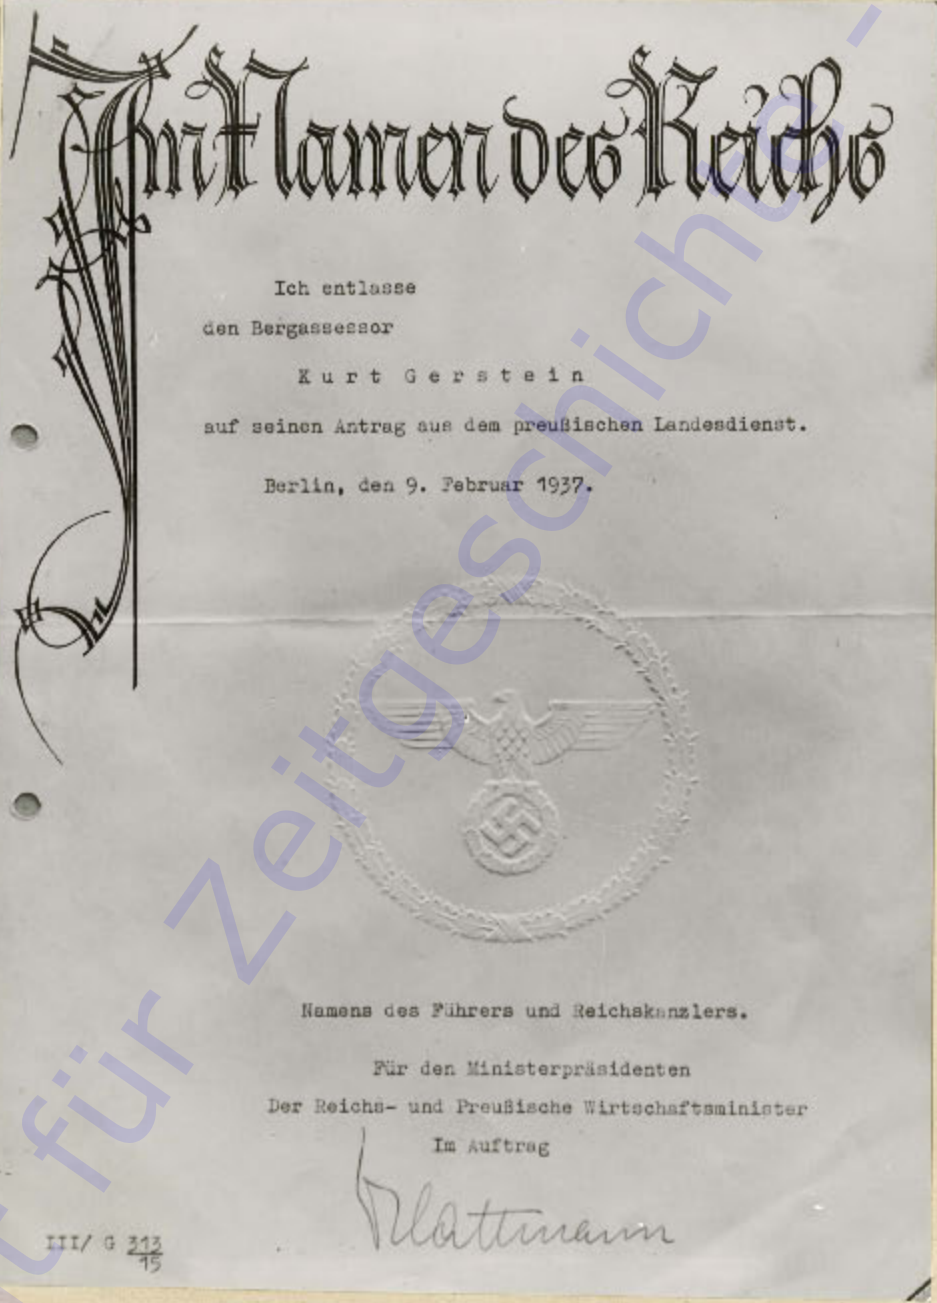 Im Namen des Reichs
Ich entlasse
den Bergassessor
Kurt Gerstein
auf seinen Antrag aus dem preußischen Landesdienst.
Berlin, den 9. Februar 1937.
Namens des Führers und Reichskanzlers.
Für den Ministerpräsidenten
Der Reichs- und Preußische Wirtschaftsminister
Im Auftrag
III/ G 313
15
für Zeitgeschichte -